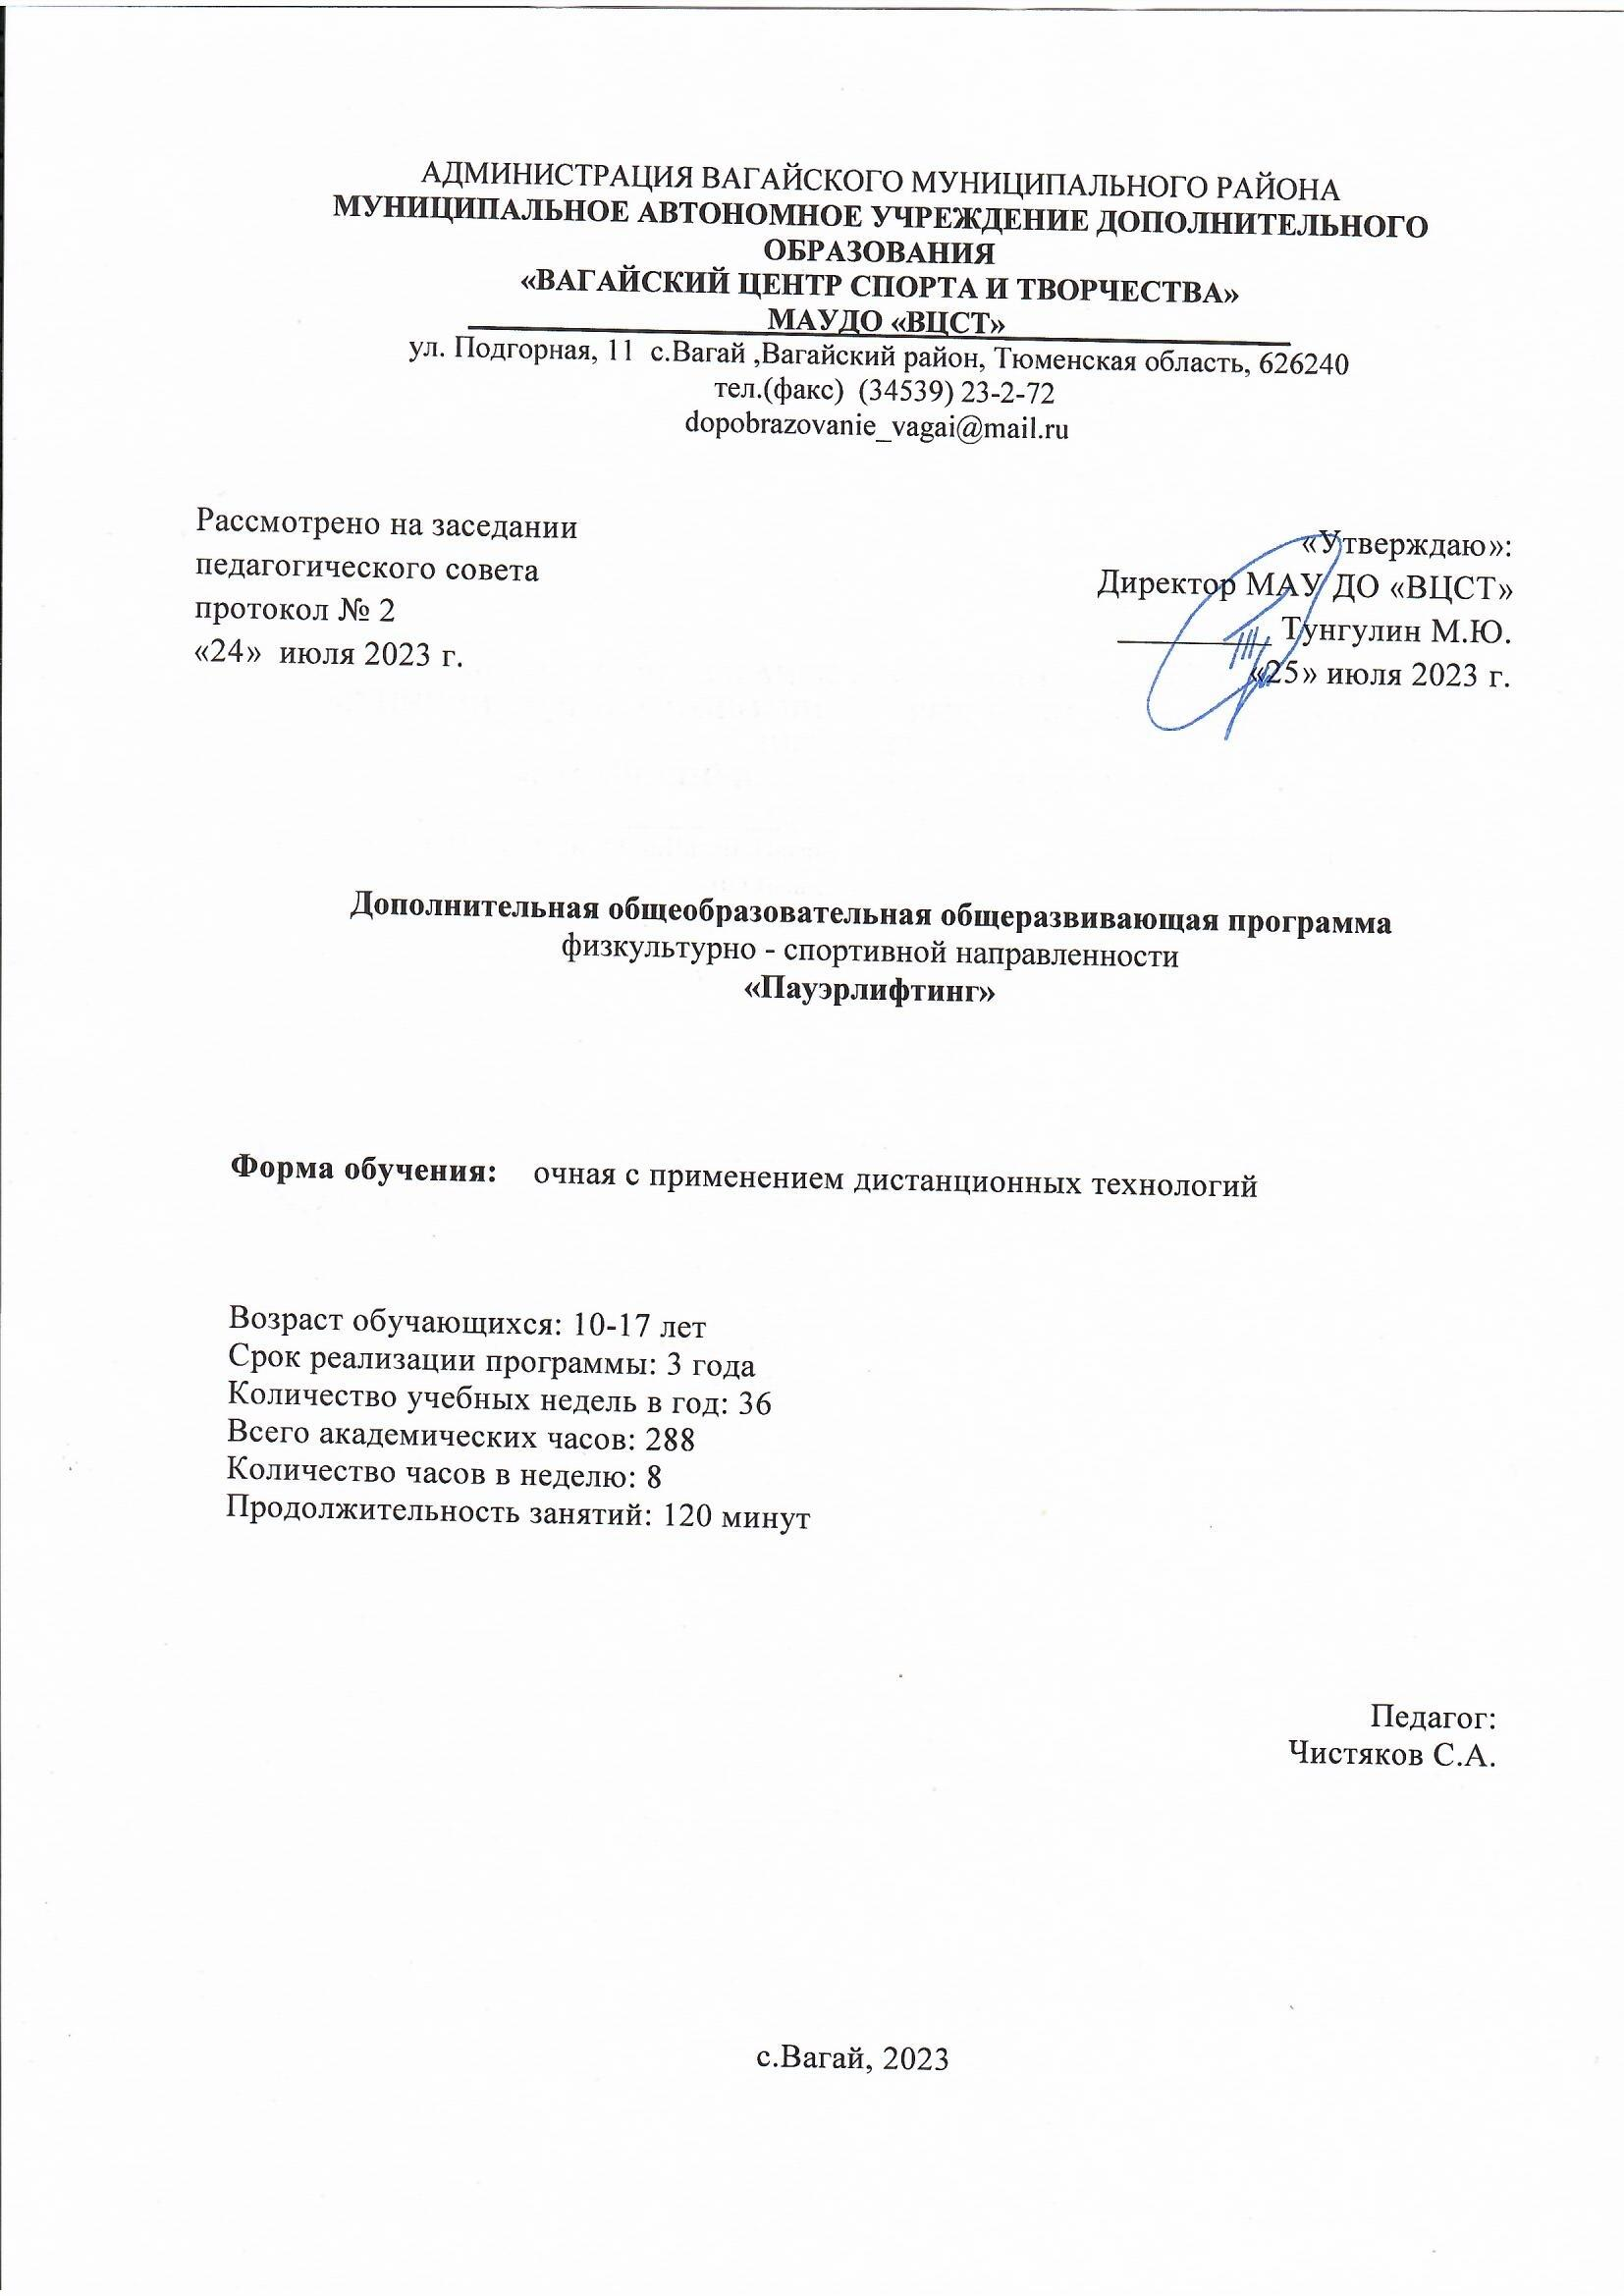 АДМИНИСТРАЦИЯ ВАГАЙСКОГО МУНИЦИПАЛЬНОГО РАЙОНА
МУНИЦИПАЛЬНОЕ АВТОНОМНОЕ УЧРЕЖДЕНИЕ ДОПОЛНИТЕЛЬНОГО
ОБРАЗОВАНИЯ
«ВАГАЙСКИЙ ЦЕНТР СПОРТА И ТВОРЧЕСТВА»
МАУДО «ВЦСТ»
ул. Подгорная, 11 с.Вагай ,Вагайский район, Тюменская область, 626240
тел.(факс) (34539) 23-2-72
dopobrazovanie_vagai@mail.ru
Рассмотрено на заседании
педагогического совета
протокол № 2
«24» июля 2023 г.
«Утверждаю»:
Директор МАУ ДО «ВЦСТ»
_________ Тунгулин М.Ю.
«25» июля 2023 г.
Дополнительная общеобразовательная общеразвивающая программа
физкультурно - спортивной направленности
«Пауэрлифтинг»
Форма обучения: очная с применением дистанционных технологий
Возраст обучающихся: 10-17 лет
Срок реализации программы: 3 года
Количество учебных недель в год: 36
Всего академических часов: 288
Количество часов в неделю: 8
Продолжительность занятий: 120 минут
Педагог:
Чистяков С.А.
с.Вагай, 2023